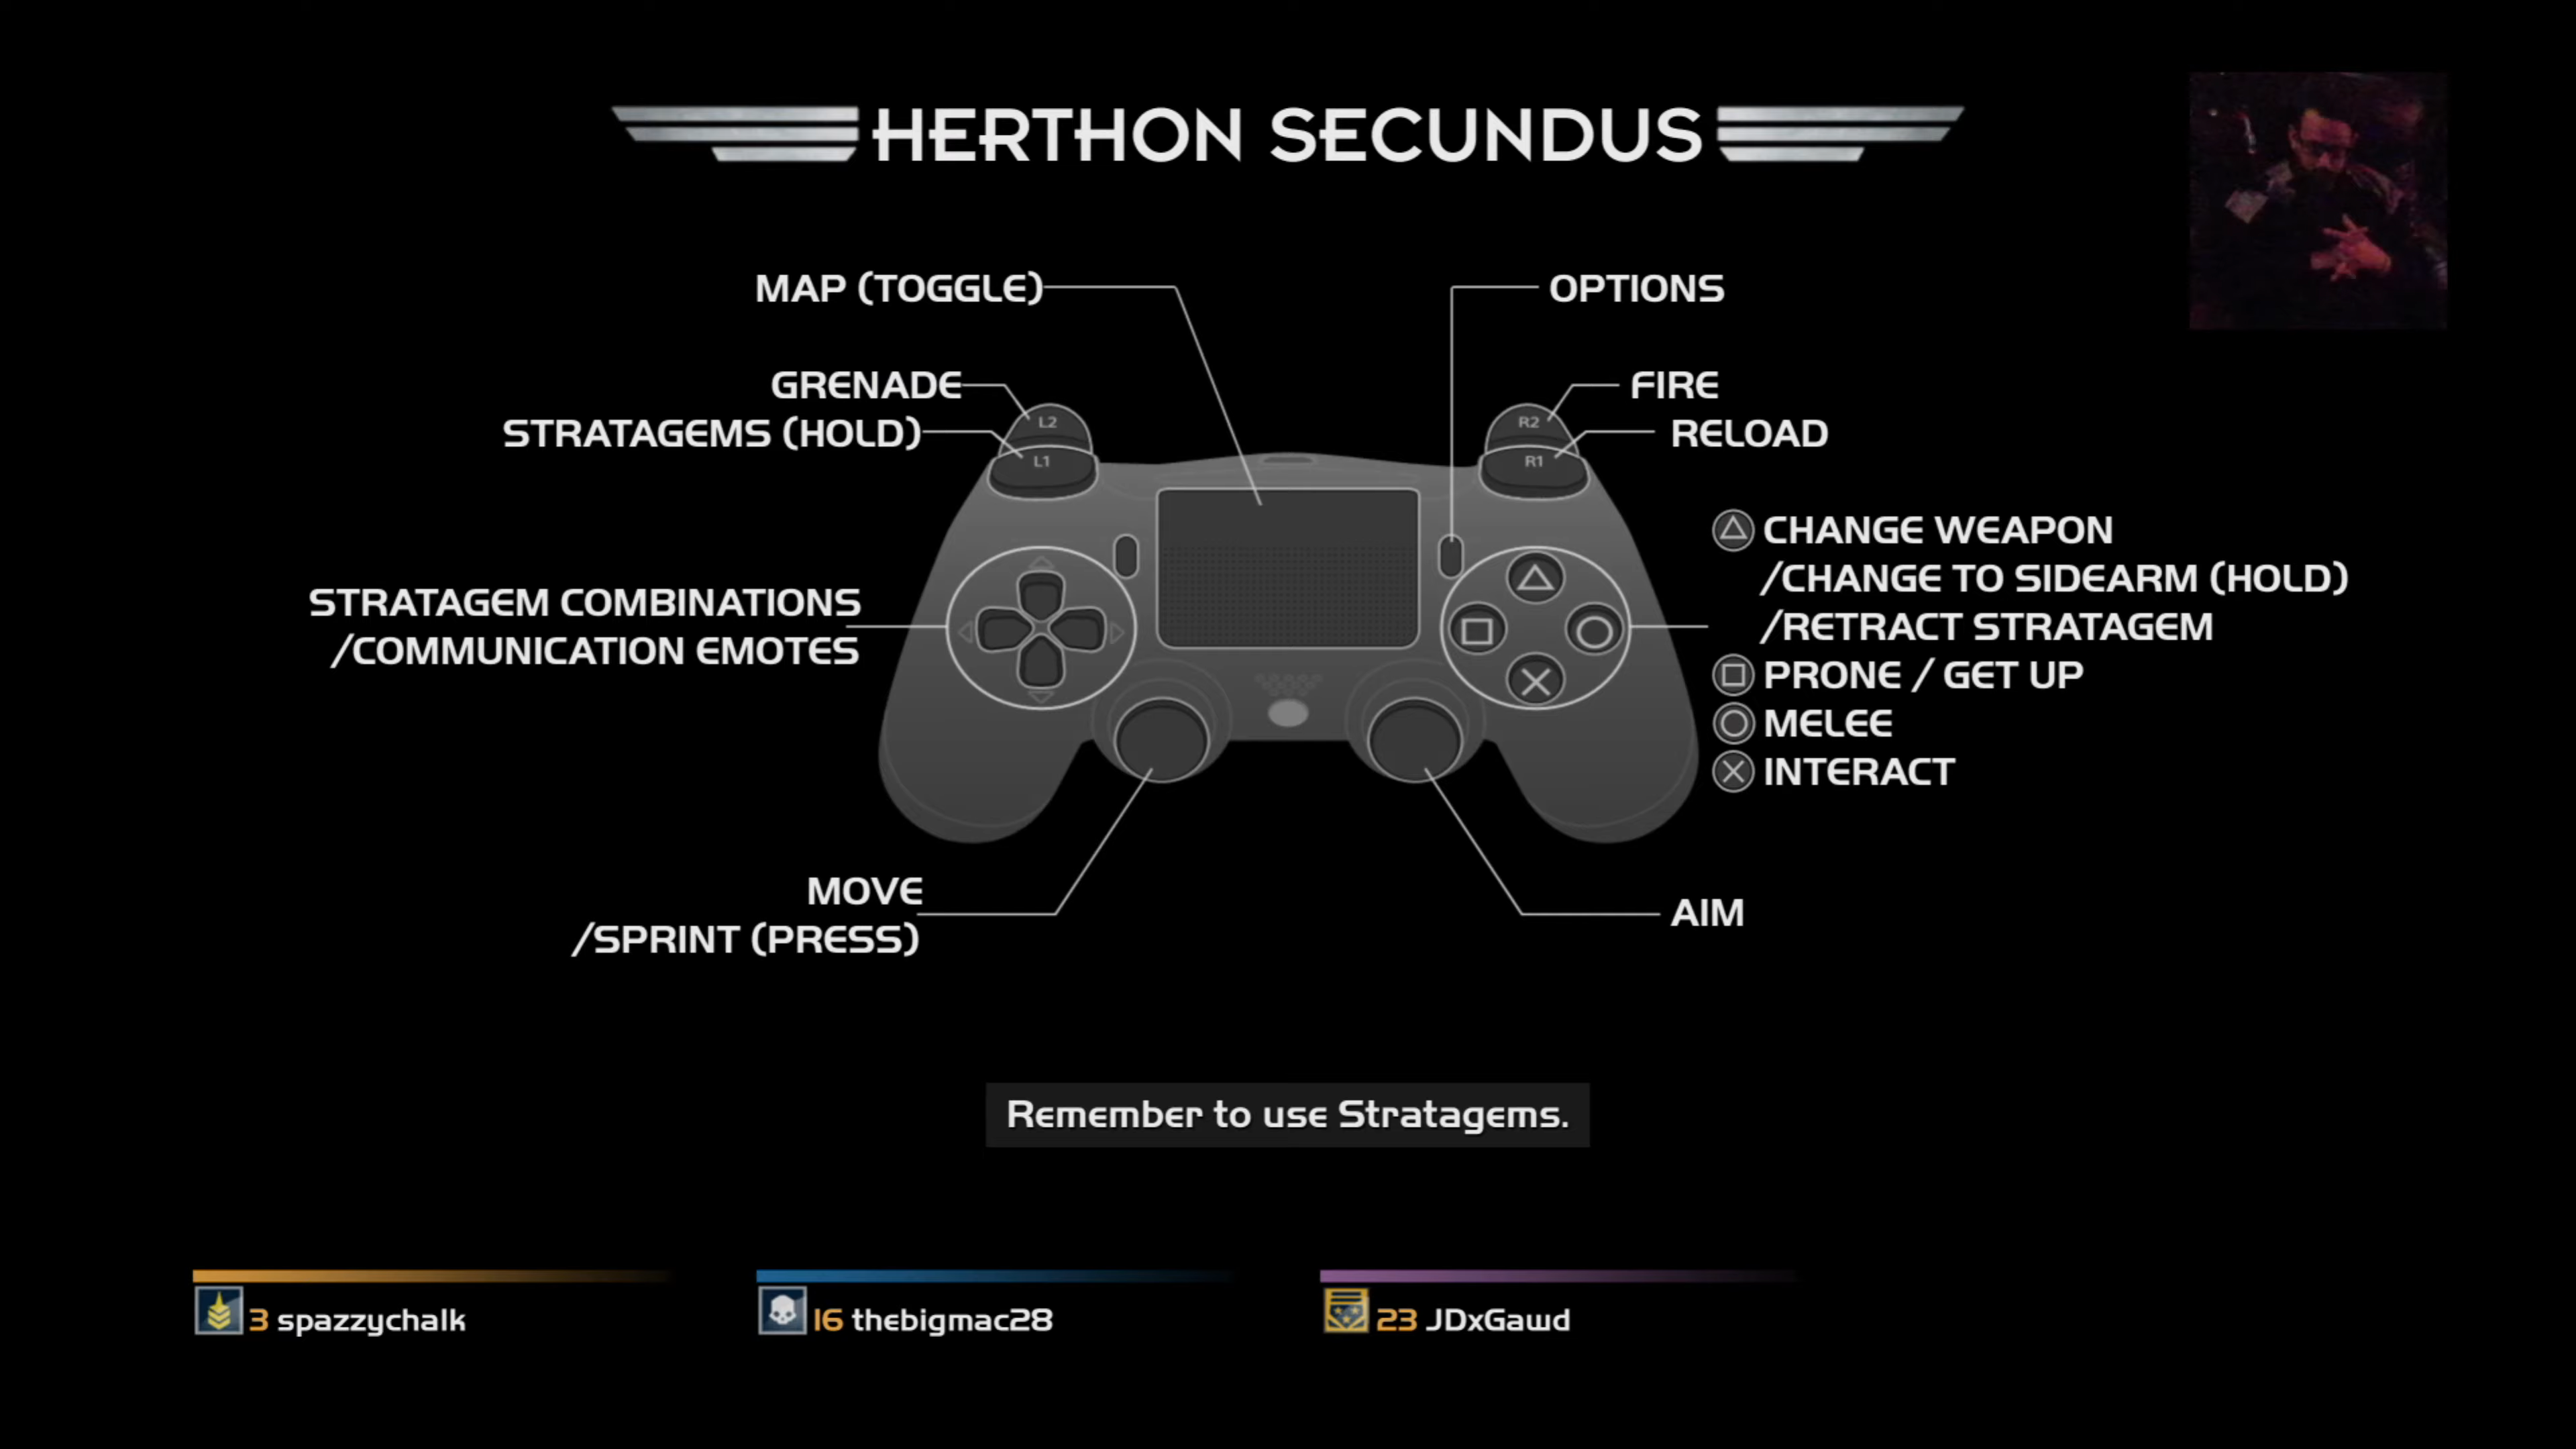 HERTHON SECUNDUS
MAP (TOGGLE)
OPTIONS
GRENADE
FIRE
STRATAGEMS (HOLD)
RELOAD
L2
L1
R2
R1
CHANGE WEAPON
/CHANGE TO SIDEARM (HOLD)
/RETRACT STRATAGEM
STRATAGEM COMBINATIONS
/COMMUNICATION EMOTES
PRONE / GET UP
MELEE
INTERACT
MOVE
/SPRINT (PRESS)
AIM
Remember to use Stratagems.
3 spazzychalk
16 thebigmac28
23 JDxGawd